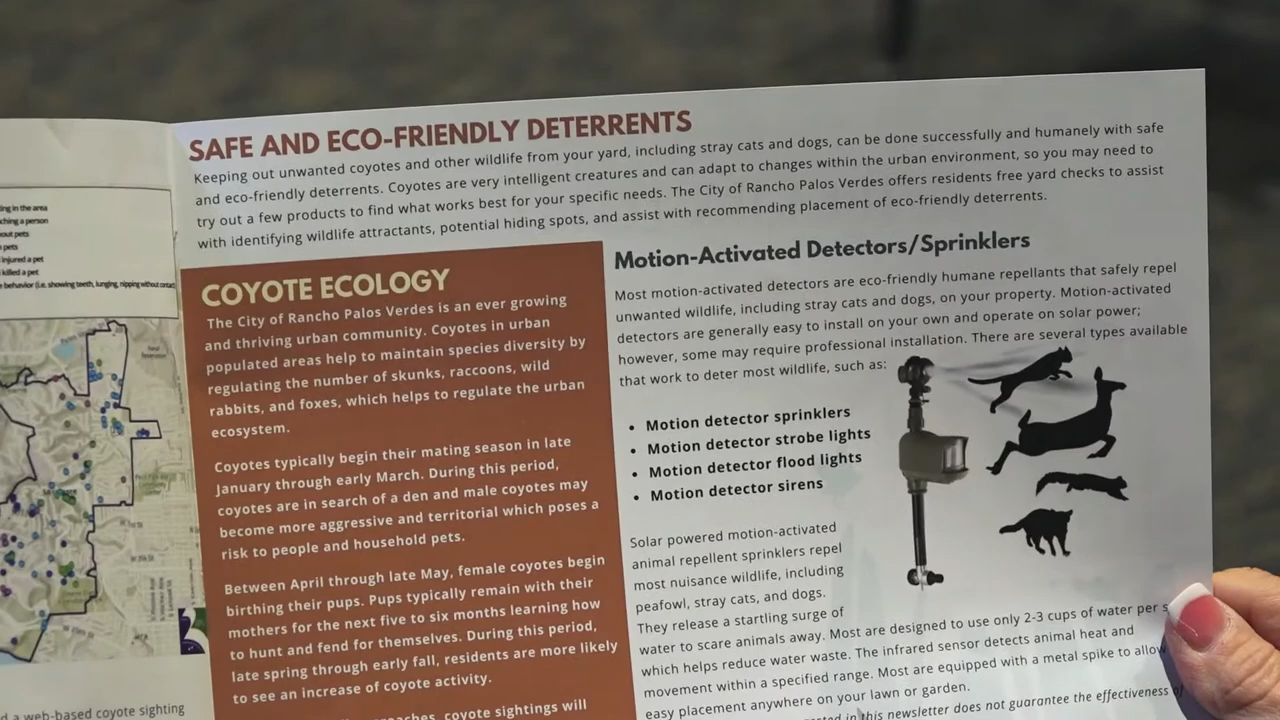 ing in the area
ching a person
out pets
pets
injured a pet
killed a pet
behavior (i.e. showing teeth, lunging, nipping without contact
d a web-based coyote sighting
SAFE AND ECO-FRIENDLY DETERRENTS
Keeping out unwanted coyotes and other wildlife from your yard, including stray cats and dogs, can be done successfully and humanely with safe
and eco-friendly deterrents. Coyotes are very intelligent creatures and can adapt to changes within the urban environment, so you may need to
try out a few products to find what works best for your specific needs. The City of Rancho Palos Verdes offers residents free yard checks to assist
with identifying wildlife attractants, potential hiding spots, and assist with recommending placement of eco-friendly deterrents.
COYOTE ECOLOGY
The City of Rancho Palos Verdes is an ever growing
and thriving urban community. Coyotes in urban
populated areas help to maintain species diversity by
regulating the number of skunks, raccoons, wild
rabbits, and foxes, which helps to regulate the urban
ecosystem.
Coyotes typically begin their mating season in late
January through early March. During this period,
coyotes are in search of a den and male coyotes may
become more aggressive and territorial which poses a
risk to people and household pets.
Between April through late May, female coyotes begin
birthing their pups. Pups typically remain with their
mothers for the next five to six months learning how
to hunt and fend for themselves. During this period,
late spring through early fall, residents are more likely
to see an increase of coyote activity.
coyote sightings will
Motion-Activated Detectors/Sprinklers
Most motion-activated detectors are eco-friendly humane repellants that safely repel
unwanted wildlife, including stray cats and dogs, on your property. Motion-activated
detectors are generally easy to install on your own and operate on solar power;
however, some may require professional installation. There are several types available
that work to deter most wildlife, such as:
• Motion detector sprinklers
• Motion detector strobe lights
• Motion detector flood lights
• Motion detector sirens
Solar powered motion-activated
animal repellent sprinklers repel
most nuisance wildlife, including
peafowl, stray cats, and dogs.
They release a startling surge of
water to scare animals away. Most are designed to use only 2-3 cups of water per s
which helps reduce water waste. The infrared sensor detects animal heat and
movement within a specified range. Most are equipped with a metal spike to allow
easy placement anywhere on your lawn or garden.
in this newsletter does not guarantee the effectiveness of